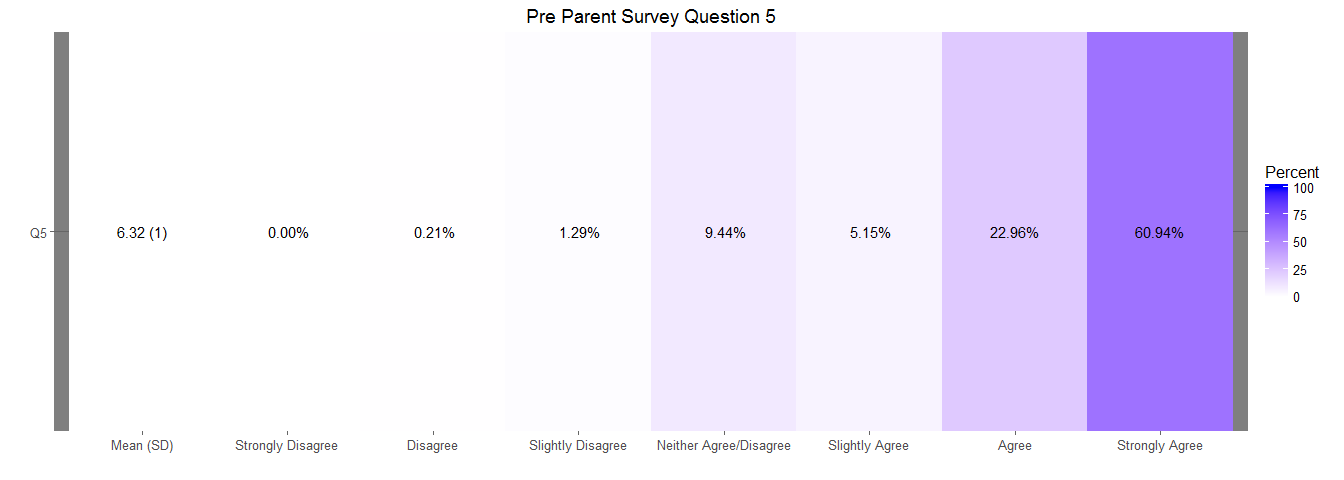 Pre Parent Survey Question 5
Q5 6.32 (1) 0.00% 0.21% 1.29% 9.44% 5.15% 22.96% 60.94%
Mean (SD) Strongly Disagree Disagree Slightly Disagree Neither Agree/Disagree Slightly Agree Agree Strongly Agree
Percent
100
75
50
25
0